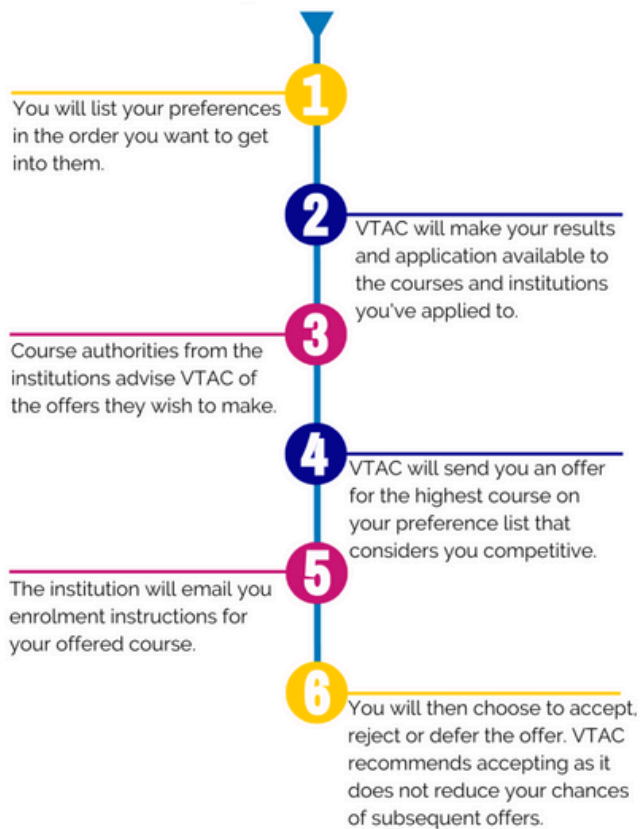 1
You will list your preferences
in the order you want to get
into them.
2
VTAC will make your results
and application available to
the courses and institutions
you've applied to.
3
Course authorities from the
institutions advise VTAC of
the offers they wish to make.
4
VTAC will send you an offer
for the highest course on
your preference list that
considers you competitive.
5
The institution will email you
enrolment instructions for
your offered course.
6
You will then choose to accept,
reject or defer the offer. VTAC
recommends accepting as it
does not reduce your chances
of subsequent offers.